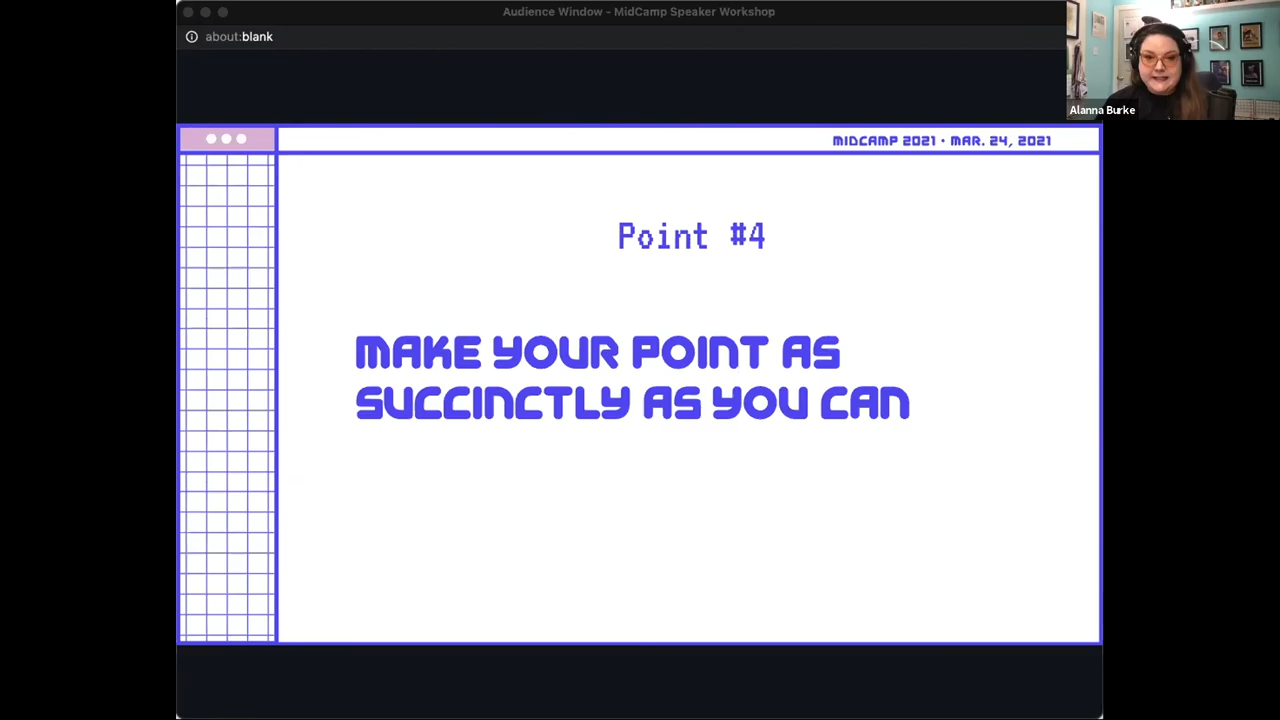 Audience Window - MidCamp Speaker Workshop
about:blank
Alanna Burke
MIDCAMP 2021 • MAR. 24, 2021
Point #4
MAKE YOUR POINT AS
SUCCINCTLY AS YOU CAN